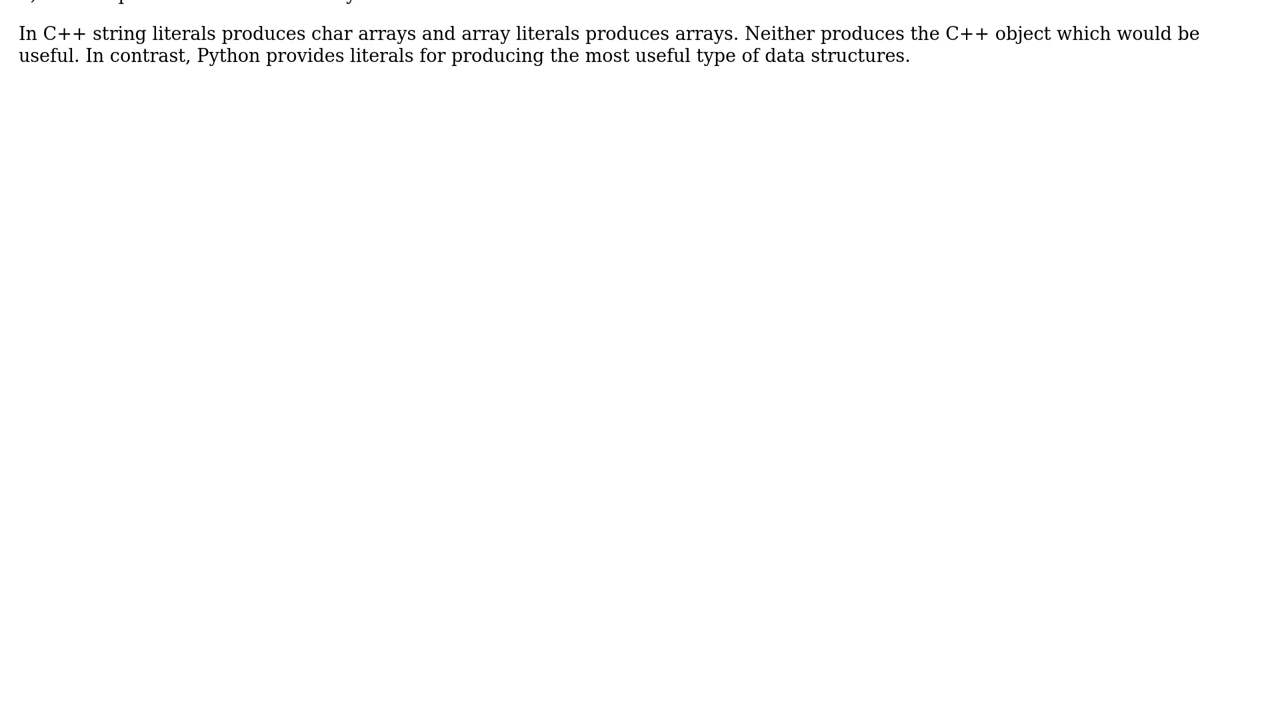 In C++ string literals produces char arrays and array literals produces arrays. Neither produces the C++ object which would be
useful. In contrast, Python provides literals for producing the most useful type of data structures.